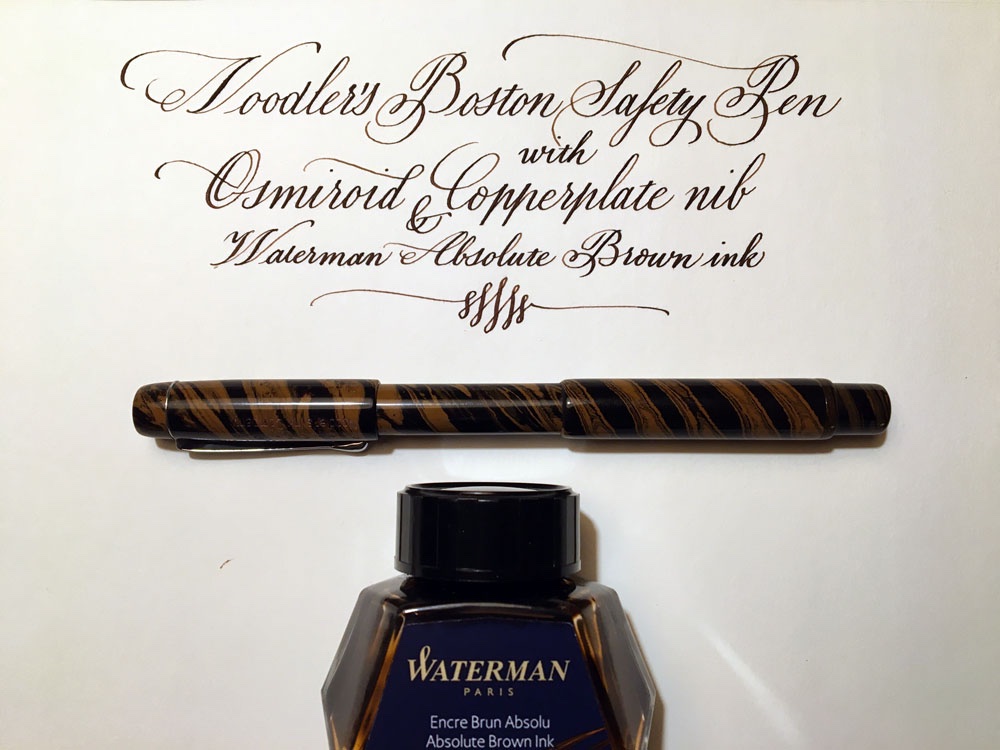 Noodler's Boston Safety Pen
with
Osmiroid Copperplate nib
&
Waterman Absolute Brown ink
WATERMAN
PARIS
Encre Brun Absolu
Absolute Brown Ink